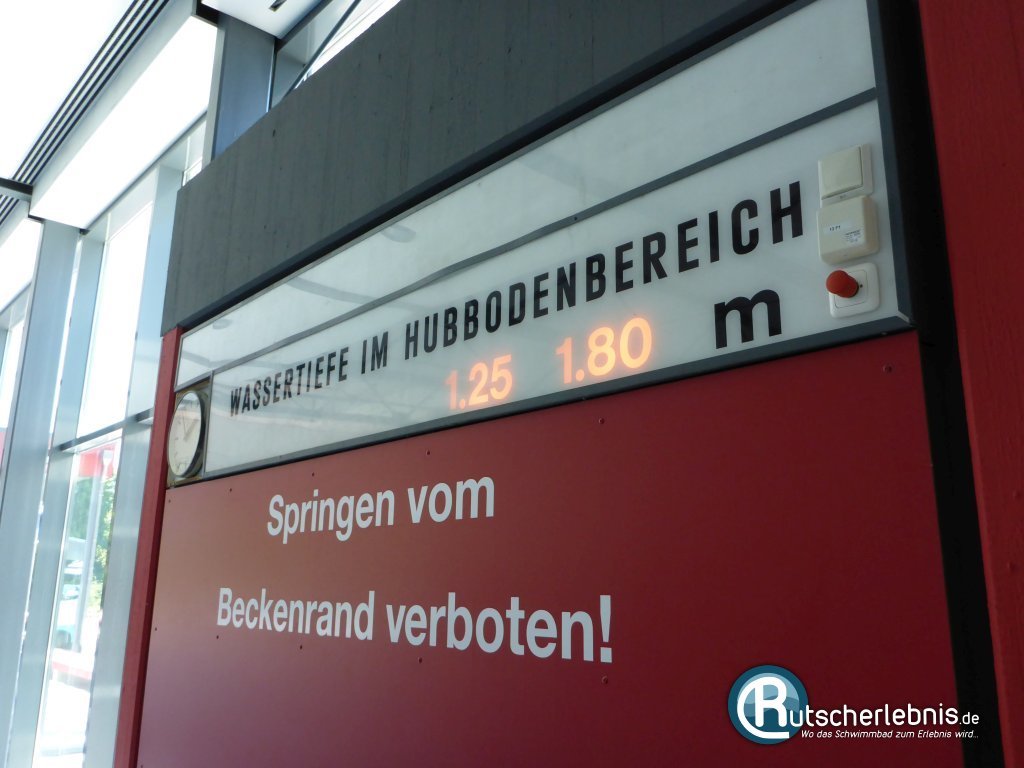 WASSERTIEFE IM HUBBODENBEREICH
1.25 1.80 m
Springen vom
Beckenrand verboten!
Rutscherlebnis.de
Wo das Schwimmbad zum Erlebnis wird..